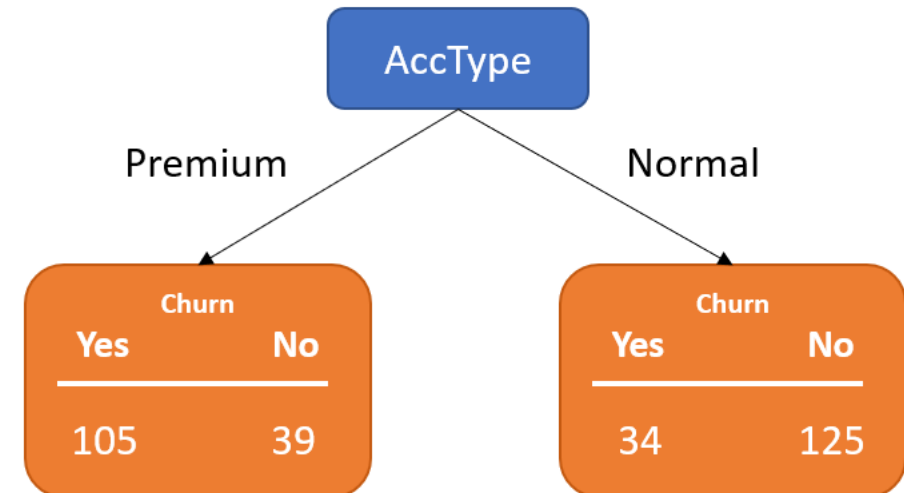 AccType
Premium Normal
Churn Churn
Yes No Yes No
105 39 34 125